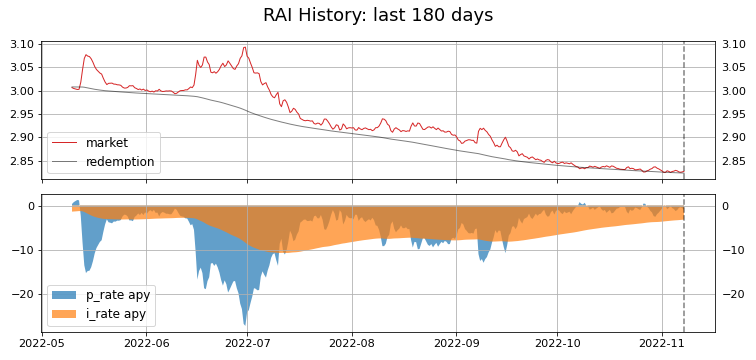 RAI History: last 180 days
3.10 3.10
3.05 3.05
3.00 3.00
2.95 2.95
2.90 2.90
2.85 2.85
market
redemption
0 0
−10 −10
−20 −20
p_rate apy
i_rate apy
2022-05 2022-06 2022-07 2022-08 2022-09 2022-10 2022-11